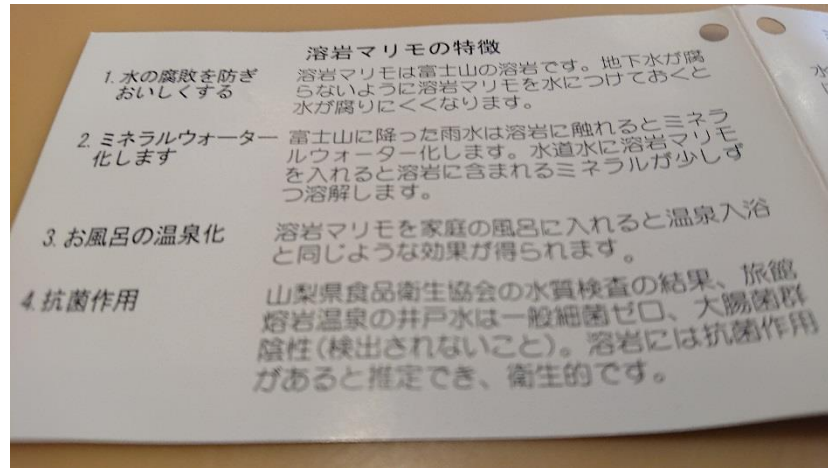 溶岩マリモの特徴
1. 水の腐敗を防ぎ
おいしくする
溶岩マリモは富士山の溶岩です。地下水が腐
らないように溶岩マリモを水につけておくと
水が腐りにくくなります。
2. ミネラルウォーター
化します
富士山に降った雨水は溶岩に触れるとミネラ
ルウォーター化します。水道水に溶岩マリモ
を入れると溶岩に含まれるミネラルが少しず
つ溶解します。
3. お風呂の温泉化
溶岩マリモを家庭の風呂に入れると温泉入浴
と同じような効果が得られます。
4. 抗菌作用
山梨県食品衛生協会の水質検査の結果、旅館
熔岩温泉の井戸水は一般細菌ゼロ、大腸菌群
陰性(検出されないこと)。溶岩には抗菌作用
があると推定でき、衛生的です。